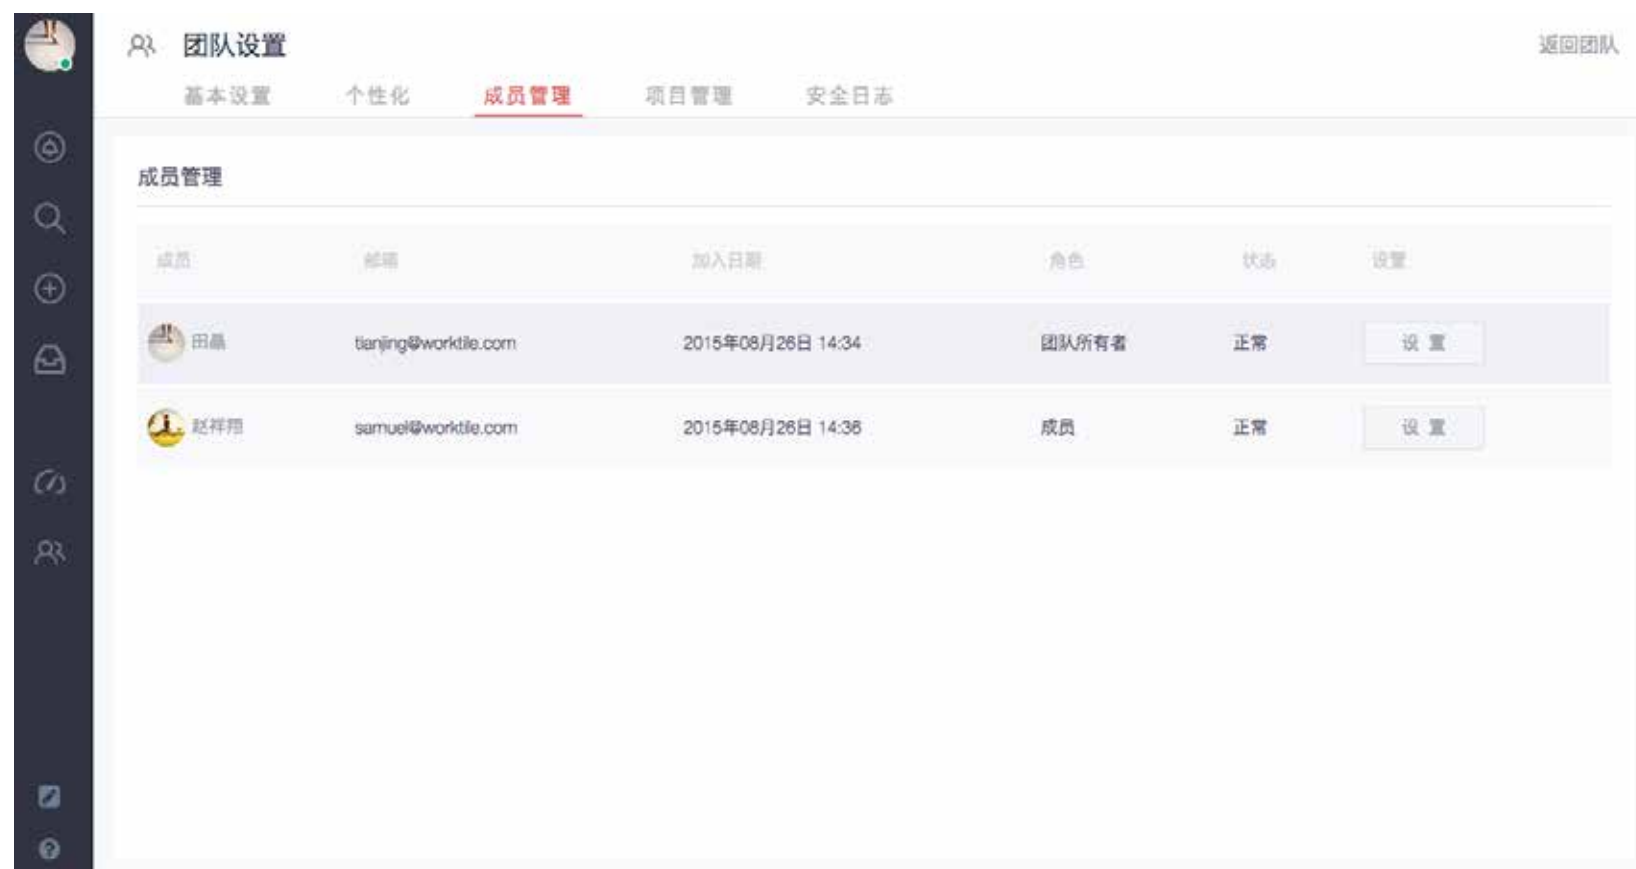 团队设置
返回团队
基本设置 个性化 成员管理 项目管理 安全日志
成员管理
成员 邮箱 加入日期 角色 状态 设置
田晶 tianjing@worktile.com 2015年08月26日 14:34 团队所有者 正常 设 置
赵祥翔 samuel@worktile.com 2015年08月26日 14:36 成员 正常 设 置